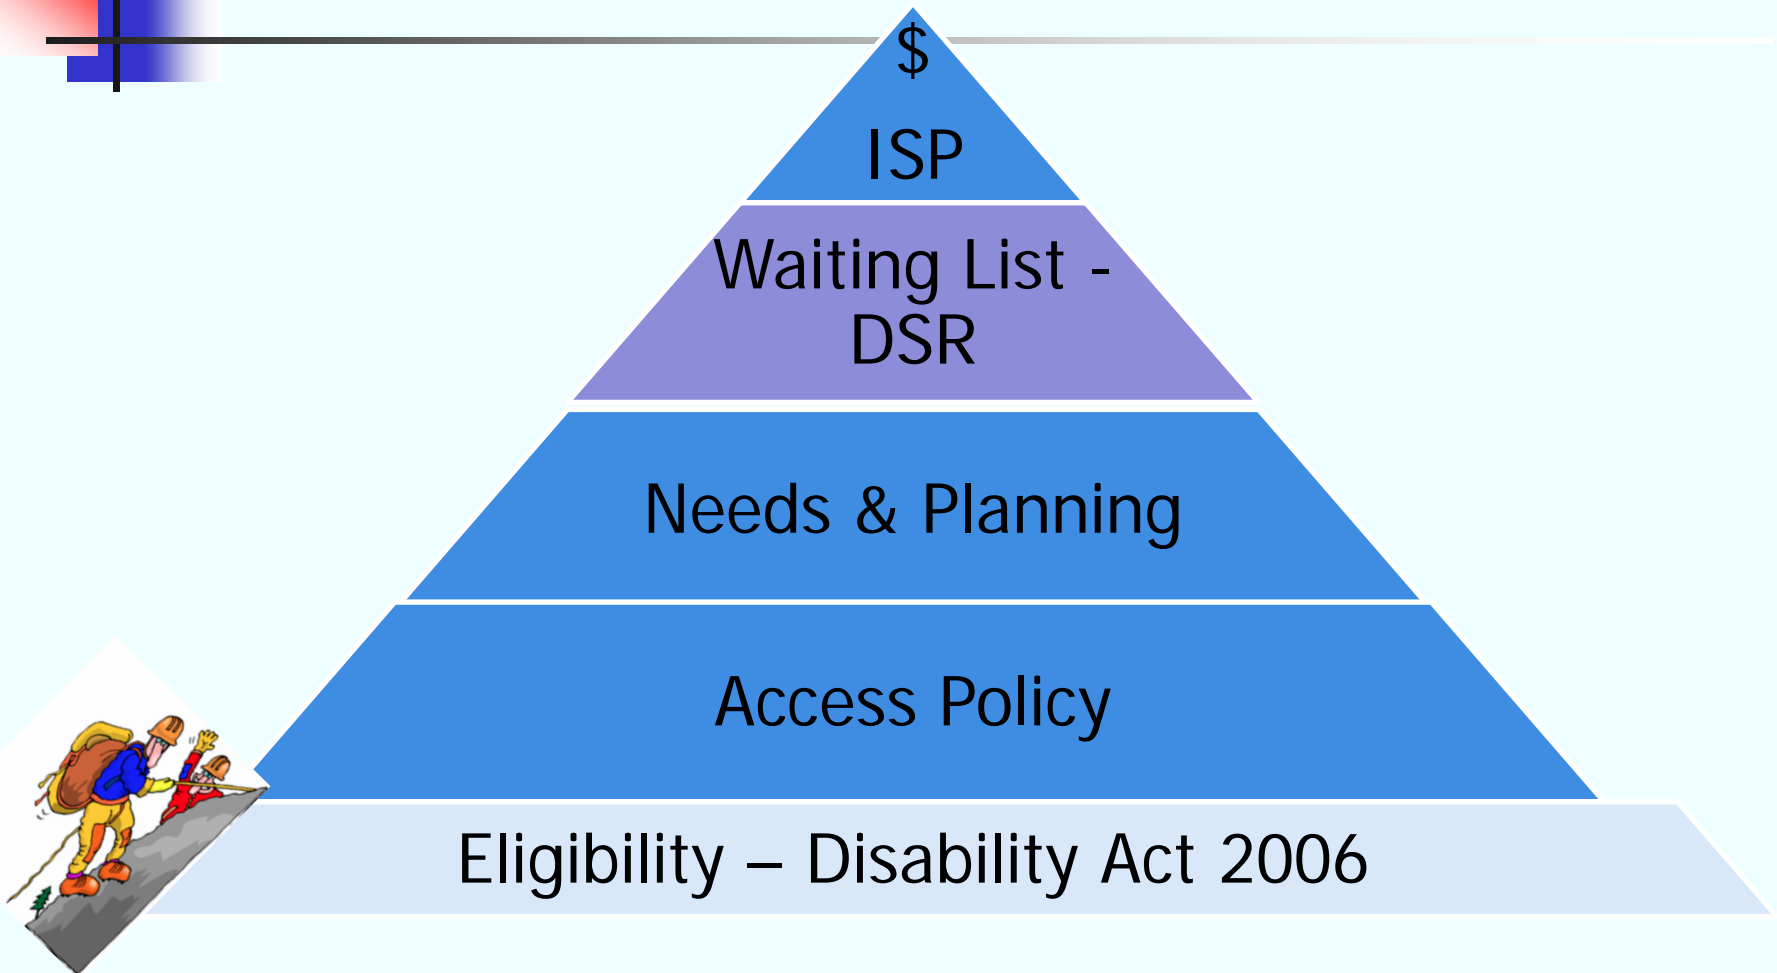 $
ISP
Waiting List -
DSR
Needs & Planning
Access Policy
Eligibility – Disability Act 2006